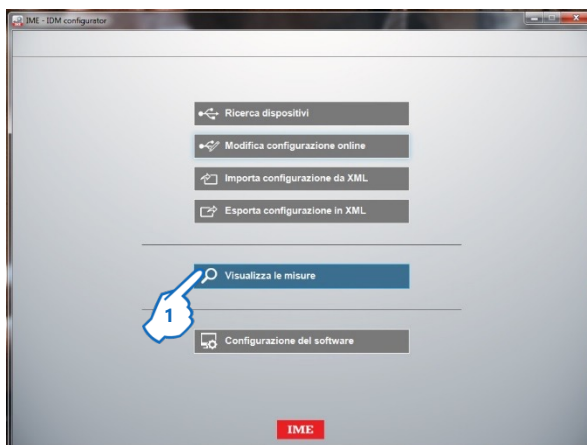 IME - IDM configurator
Ricerca dispositivi
Modifica configurazione online
Importa configurazione da XML
Esporta configurazione in XML
Visualizza le misure
1
Configurazione del software
IME